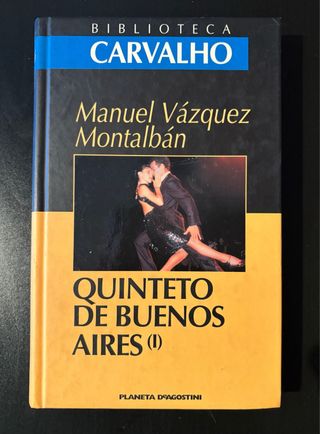 BIBLIOTECA
CARVALHO
Manuel Vázquez
Montalbán
QUINTETO
DE BUENOS
AIRES (I)
PLANETA DeAGOSTINI